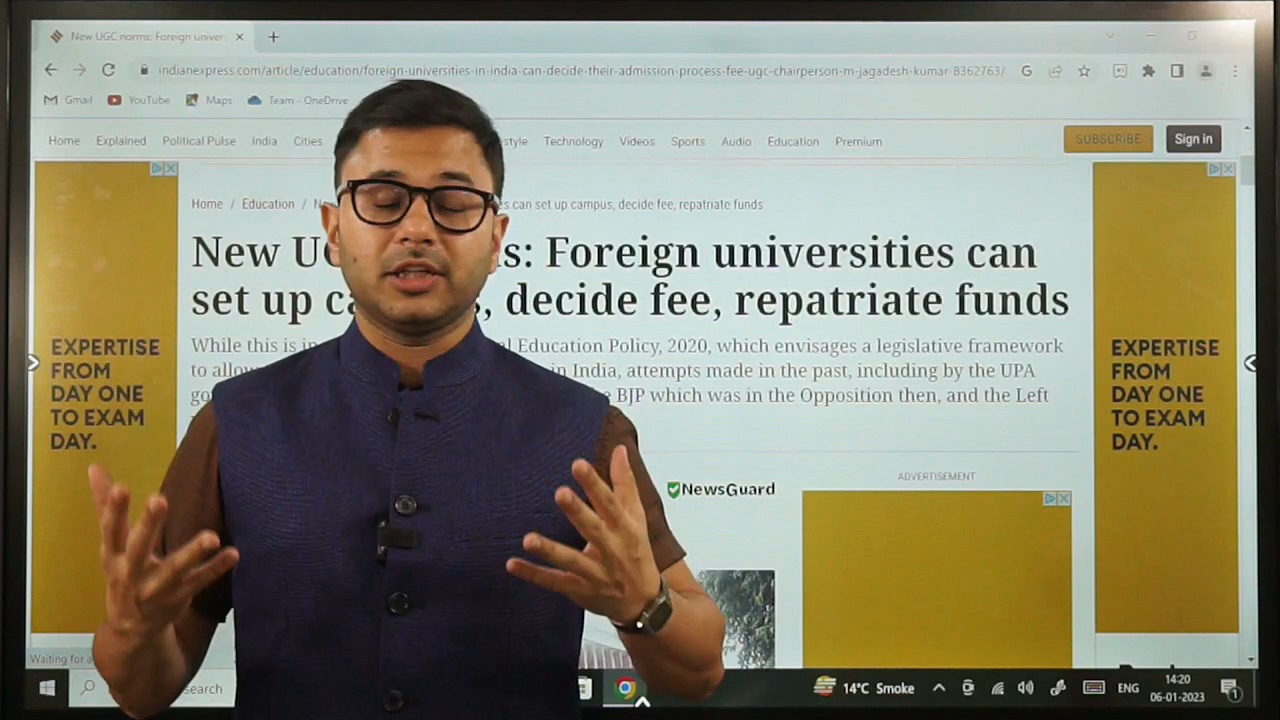 New UGC norms: Foreign univer
indianexpress.com/article/education/foreign-universities-in-india-can-decide-their-admission-process-fee-ugc-chairperson-m-jagadesh-kumar-8362763/
Gmail YouTube Maps Team - OneDrive
Home Explained Political Pulse India Cities style Technology Videos Sports Audio Education Premium SUBSCRIBE Sign in
Home / Education / can set up campus, decide fee, repatriate funds
New s: Foreign universities can
set up , decide fee, repatriate funds
While this is in Education Policy, 2020, which envisages a legislative framework
to in India, attempts made in the past, including by the UPA
BJP which was in the Opposition then, and the Left
EXPERTISE
FROM
DAY ONE
TO EXAM
DAY.
EXPERTISE
FROM
DAY ONE
TO EXAM
DAY.
ADVERTISEMENT
NewsGuard
Waiting for
search
14°C Smoke
ENG
14:20
06-01-2023
1